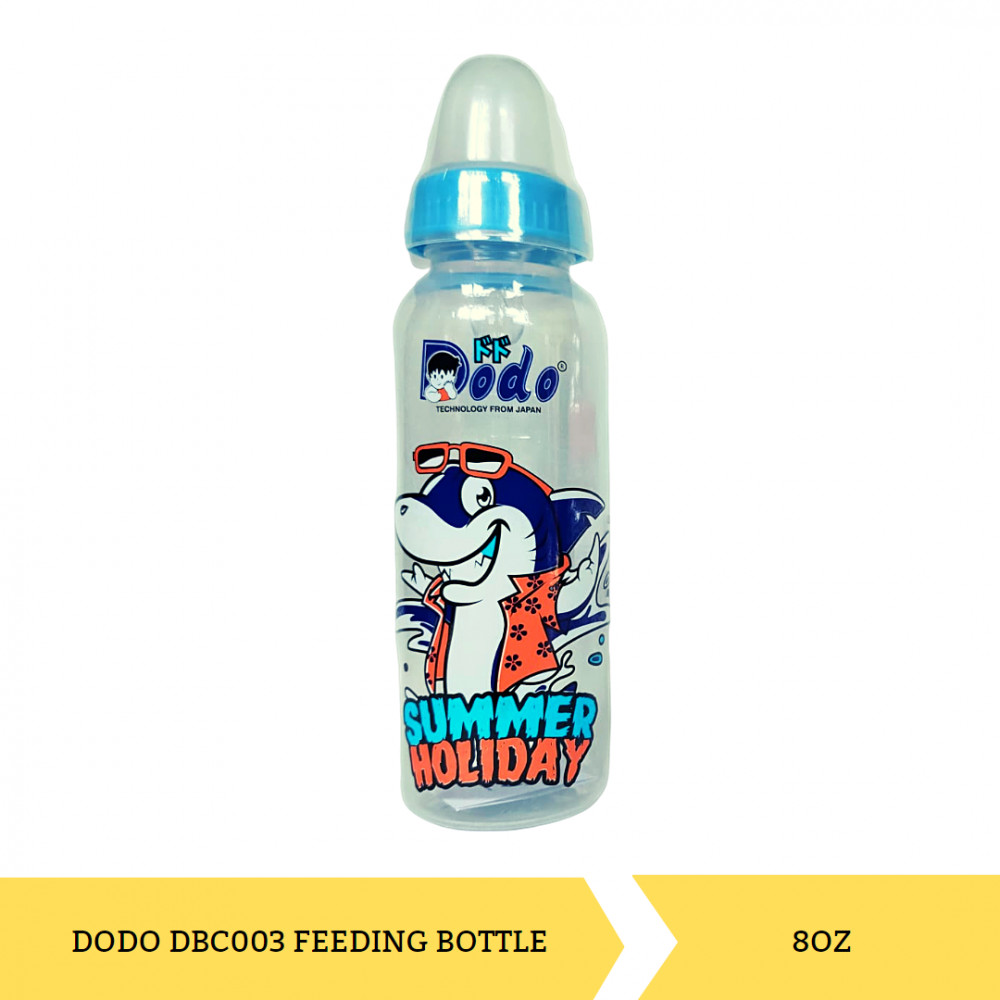 ドド
Dodo®
TECHNOLOGY FROM JAPAN
SUMMER
HOLIDAY
DODO DBC003 FEEDING BOTTLE
8OZ